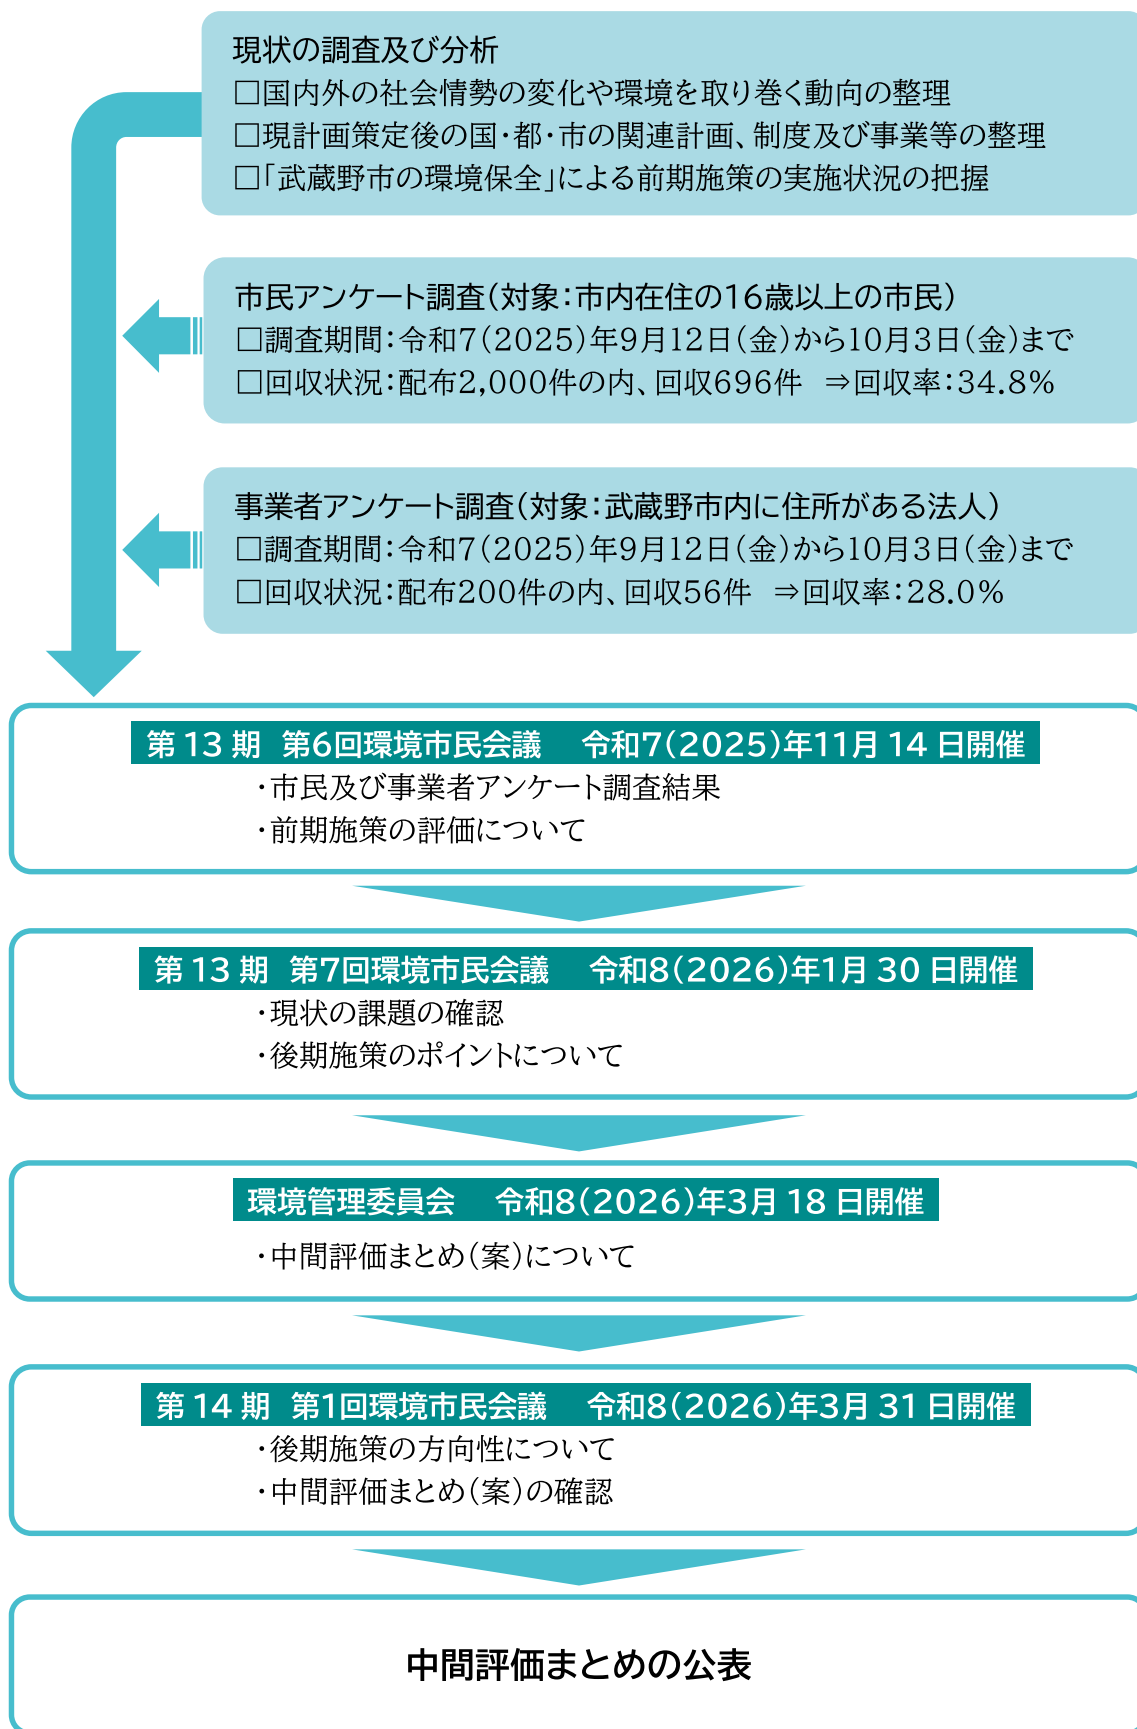 現状の調査及び分析
□国内外の社会情勢の変化や環境を取り巻く動向の整理
□現計画策定後の国・都・市の関連計画、制度及び事業等の整理
□「武蔵野市の環境保全」による前期施策の実施状況の把握
市民アンケート調査（対象：市内在住の16歳以上の市民）
□調査期間：令和7（2025）年9月12日（金）から10月3日（金）まで
□回収状況：配布2,000件の内、回収696件　⇒回収率：34.8％
事業者アンケート調査（対象：武蔵野市内に住所がある法人）
□調査期間：令和7（2025）年9月12日（金）から10月3日（金）まで
□回収状況：配布200件の内、回収56件　⇒回収率：28.0％
第 13 期　第6回環境市民会議　令和7（2025）年11月 14 日開催
・市民及び事業者アンケート調査結果
・前期施策の評価について
第 13 期　第7回環境市民会議　令和8（2026）年1月 30 日開催
・現状の課題の確認
・後期施策のポイントについて
環境管理委員会　令和8（2026）年3月 18 日開催
・中間評価まとめ（案）について
第 14 期　第1回環境市民会議　令和8（2026）年3月 31 日開催
・後期施策の方向性について
・中間評価まとめ（案）の確認
中間評価まとめの公表